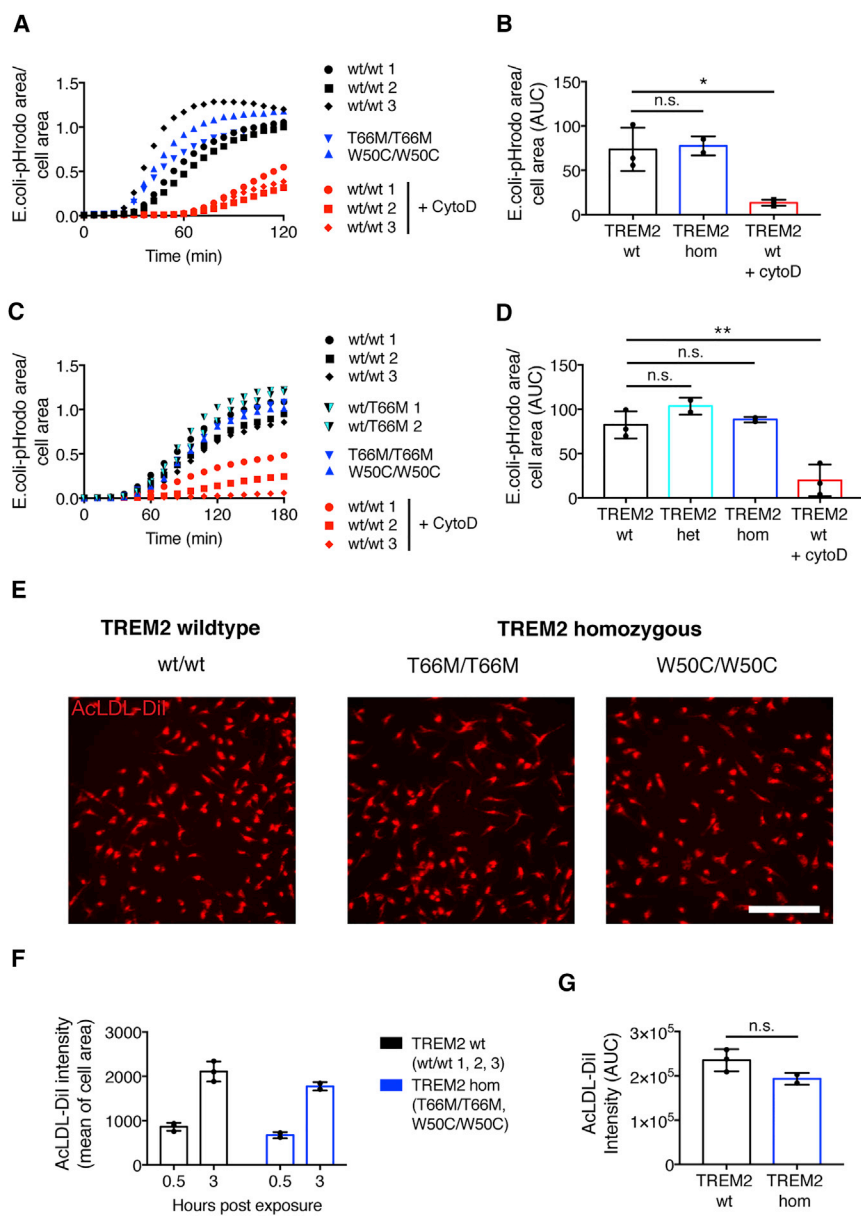 A
E.coli-pHrodo area/
cell area
1.5
1.0
0.5
0.0
0
60
120
Time (min)
wt/wt 1
wt/wt 2
wt/wt 3
T66M/T66M
W50C/W50C
wt/wt 1
wt/wt 2
wt/wt 3
+ CytoD
B
E.coli-pHrodo area/
cell area (AUC)
150
100
50
0
*
n.s.
TREM2
wt
TREM2
hom
TREM2
wt
+ cytoD
C
E.coli-pHrodo area/
cell area
1.5
1.0
0.5
0.0
0
60
120
180
Time (min)
wt/wt 1
wt/wt 2
wt/wt 3
wt/T66M 1
wt/T66M 2
T66M/T66M
W50C/W50C
wt/wt 1
wt/wt 2
wt/wt 3
+ CytoD
D
E.coli-pHrodo area/
cell area (AUC)
150
100
50
0
**
n.s.
n.s.
TREM2
wt
TREM2
het
TREM2
hom
TREM2
wt
+ cytoD
E
TREM2 wildtype
wt/wt
TREM2 homozygous
T66M/T66M
W50C/W50C
AcLDL-Dil
F
AcLDL-Dil intensity
(mean of cell area)
3000
2000
1000
0
0.5
3
0.5
3
Hours post exposure
TREM2 wt
(wt/wt 1, 2, 3)
TREM2 hom
(T66M/T66M,
W50C/W50C)
G
AcLDL-Dil
Intensity (AUC)
3×10⁵
2×10⁵
1×10⁵
0
n.s.
TREM2
wt
TREM2
hom